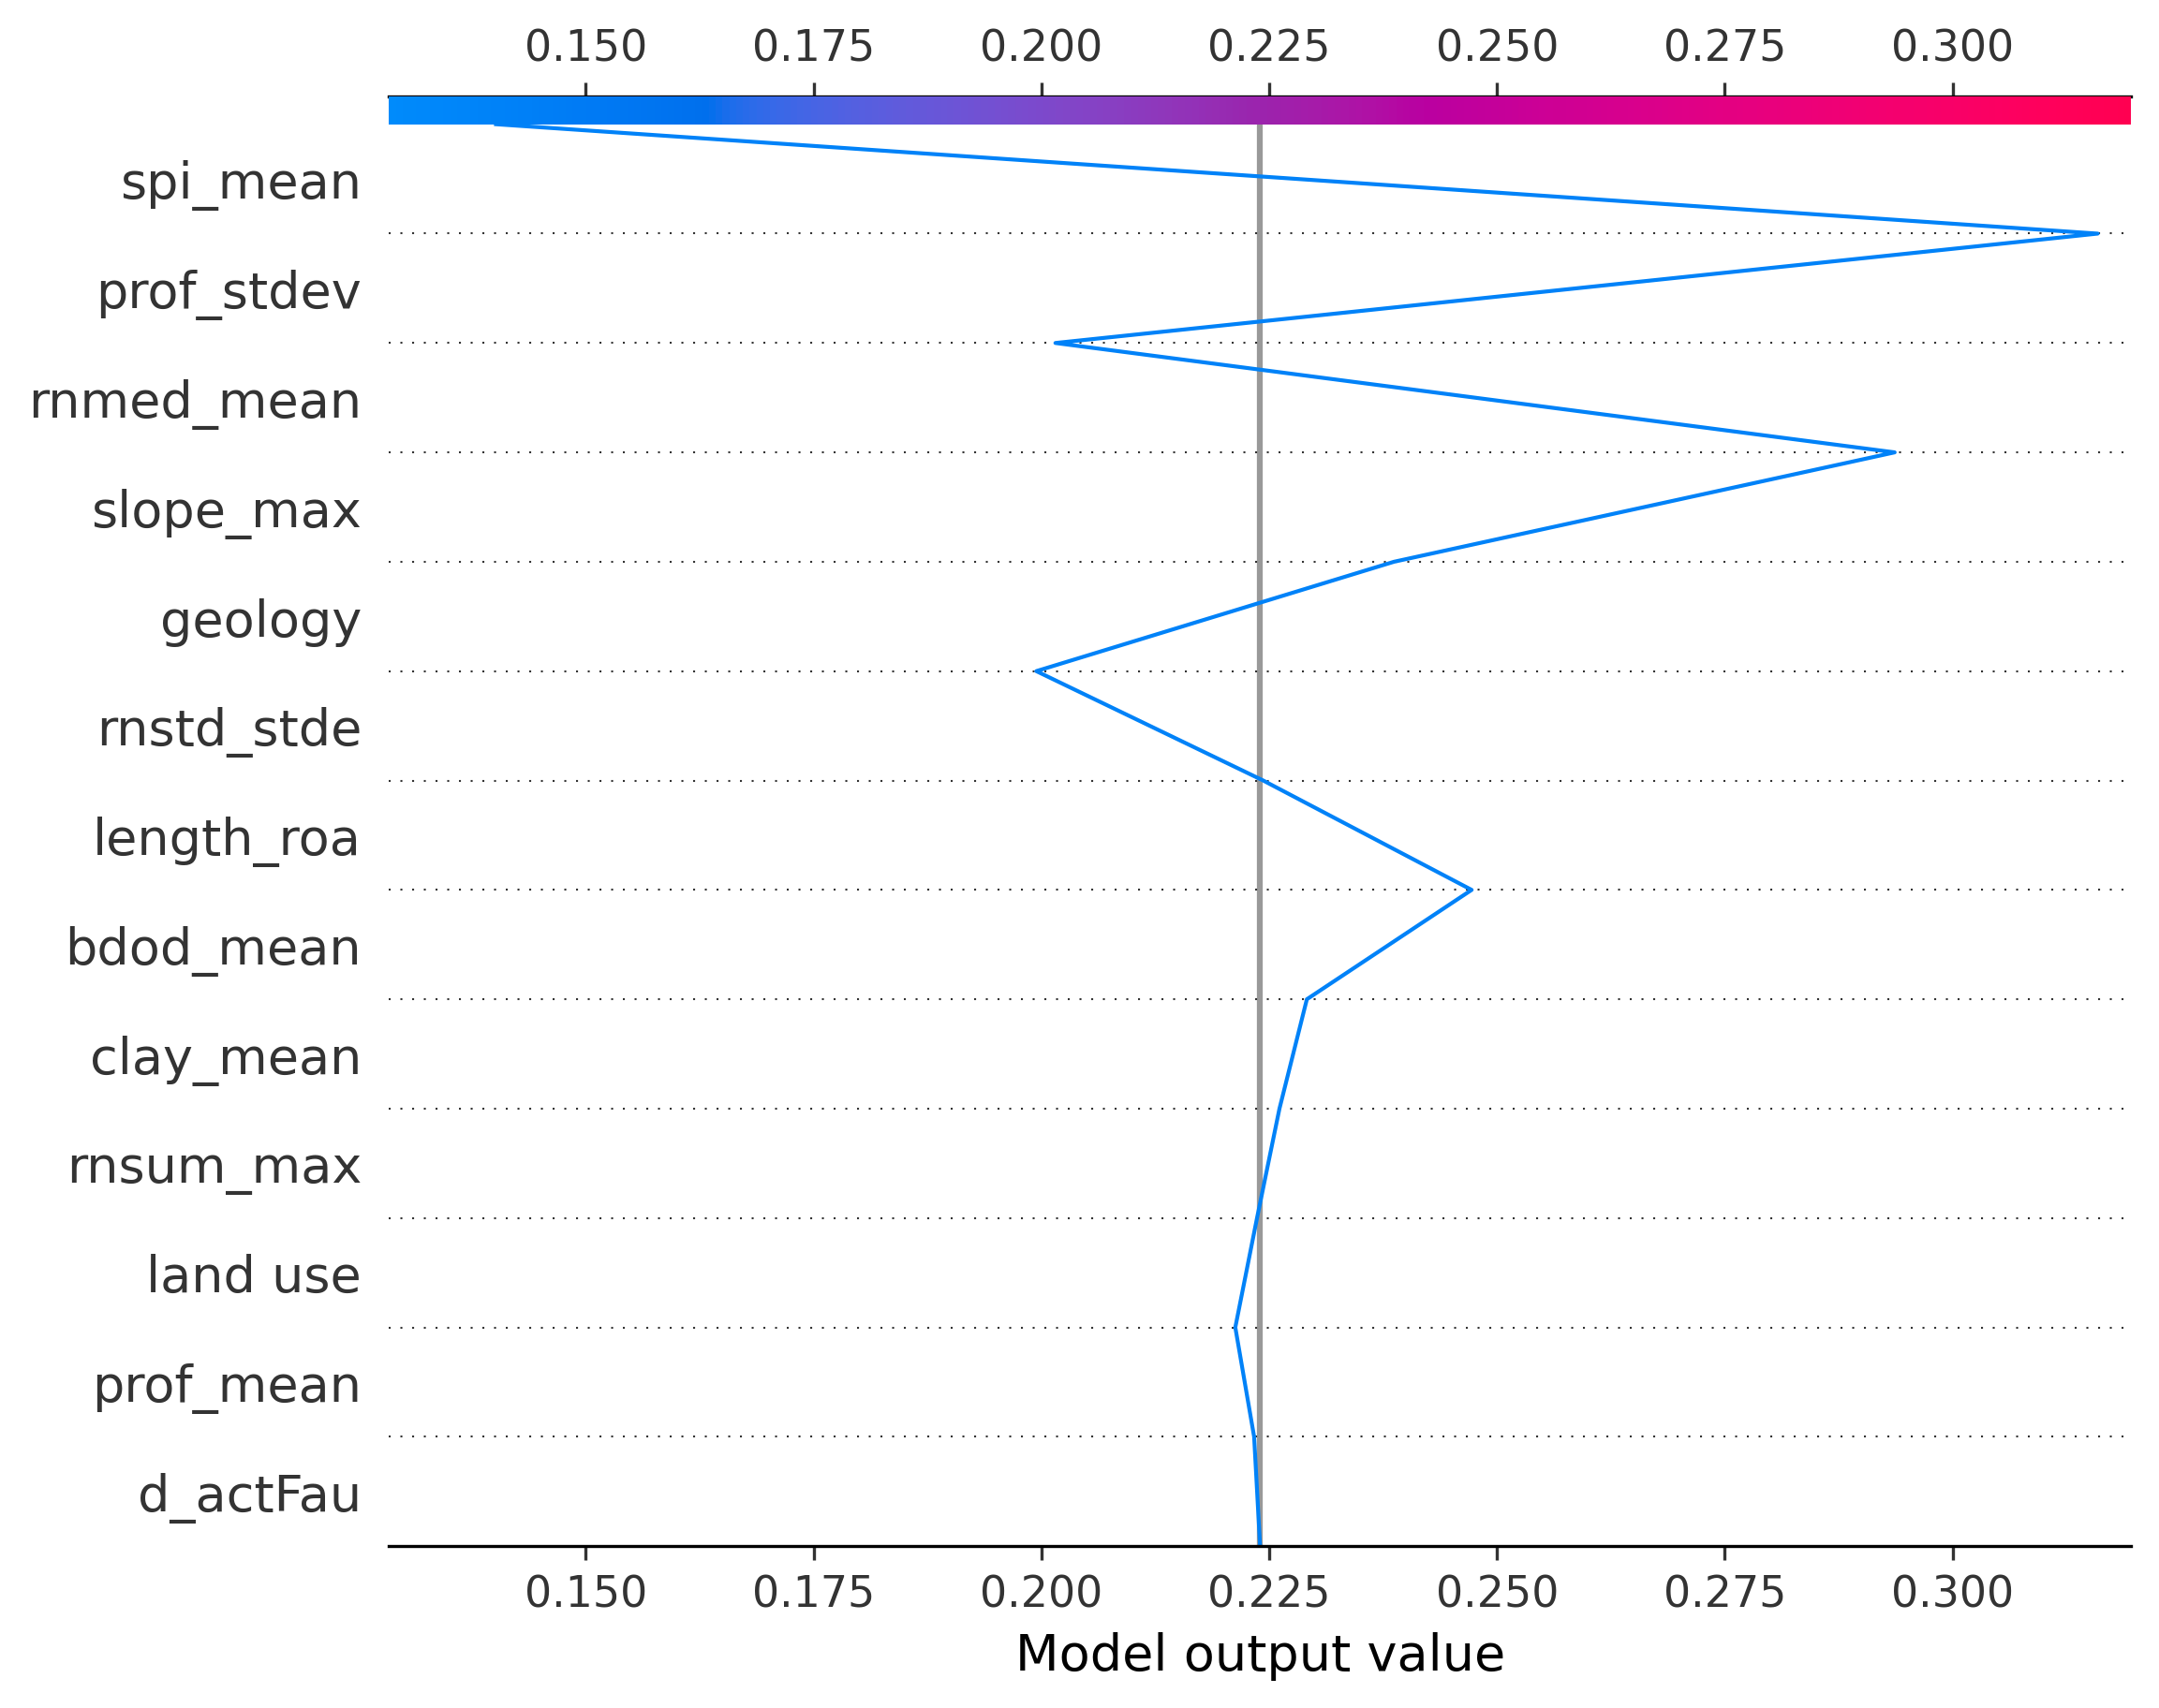 0.150 0.175 0.200 0.225 0.250 0.275 0.300
spi_mean
prof_stdev
rnmed_mean
slope_max
geology
rnstd_stde
length_roa
bdod_mean
clay_mean
rnsum_max
land use
prof_mean
d_actFau
0.150 0.175 0.200 0.225 0.250 0.275 0.300
Model output value